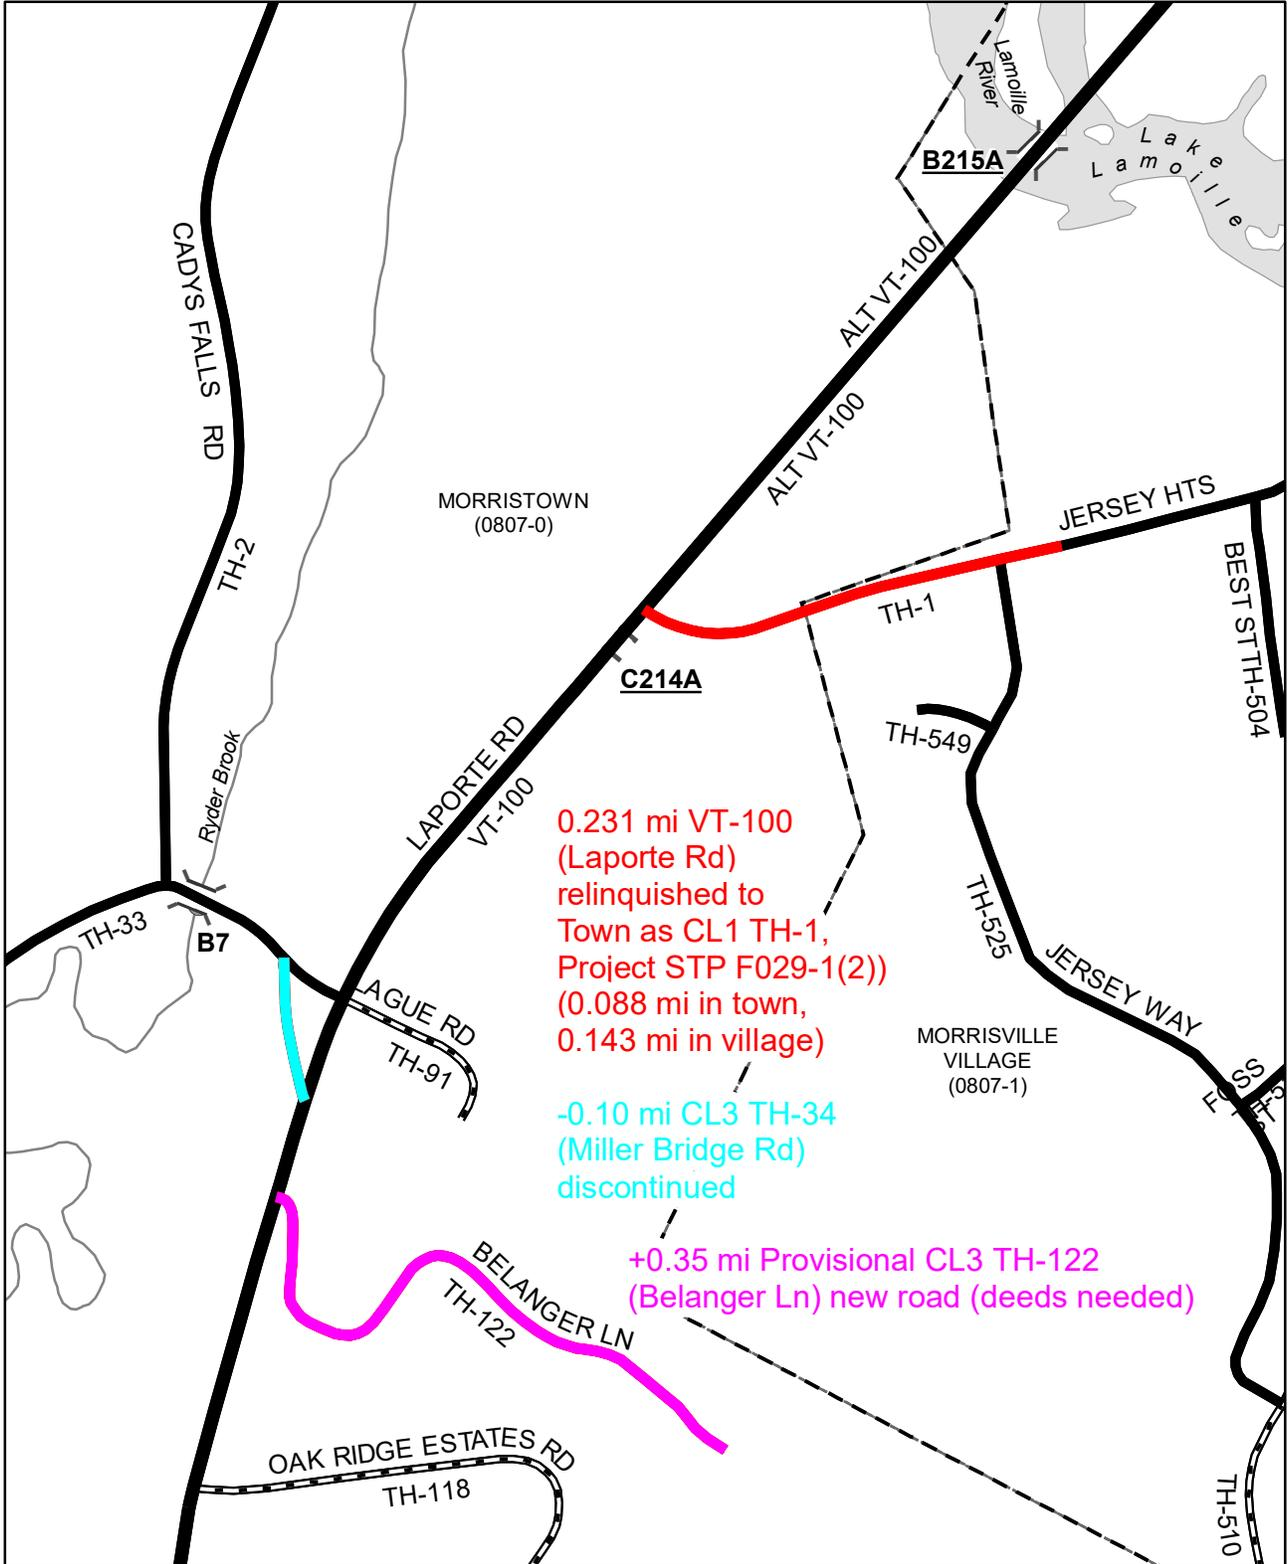 Lamoille
River
Lake
Lamoille
B215A
CADYS FALLS RD
ALT VT-100
ALT VT-100
MORRISTOWN
(0807-0)
JERSEY HTS
TH-2
BEST ST
TH-504
TH-1
C214A
TH-549
LAPORTE RD
VT-100
Ryder Brook
0.231 mi VT-100
(Laporte Rd)
relinquished to
Town as CL1 TH-1,
Project STP F029-1(2))
(0.088 mi in town,
0.143 mi in village)
TH-33
B7
TH-525
JERSEY WAY
LAGUE RD
TH-91
MORRISVILLE
VILLAGE
(0807-1)
FOSS
-0.10 mi CL3 TH-34
(Miller Bridge Rd)
discontinued
+0.35 mi Provisional CL3 TH-122
(Belanger Ln) new road (deeds needed)
BELANGER LN
TH-122
OAK RIDGE ESTATES RD
TH-118
TH-510